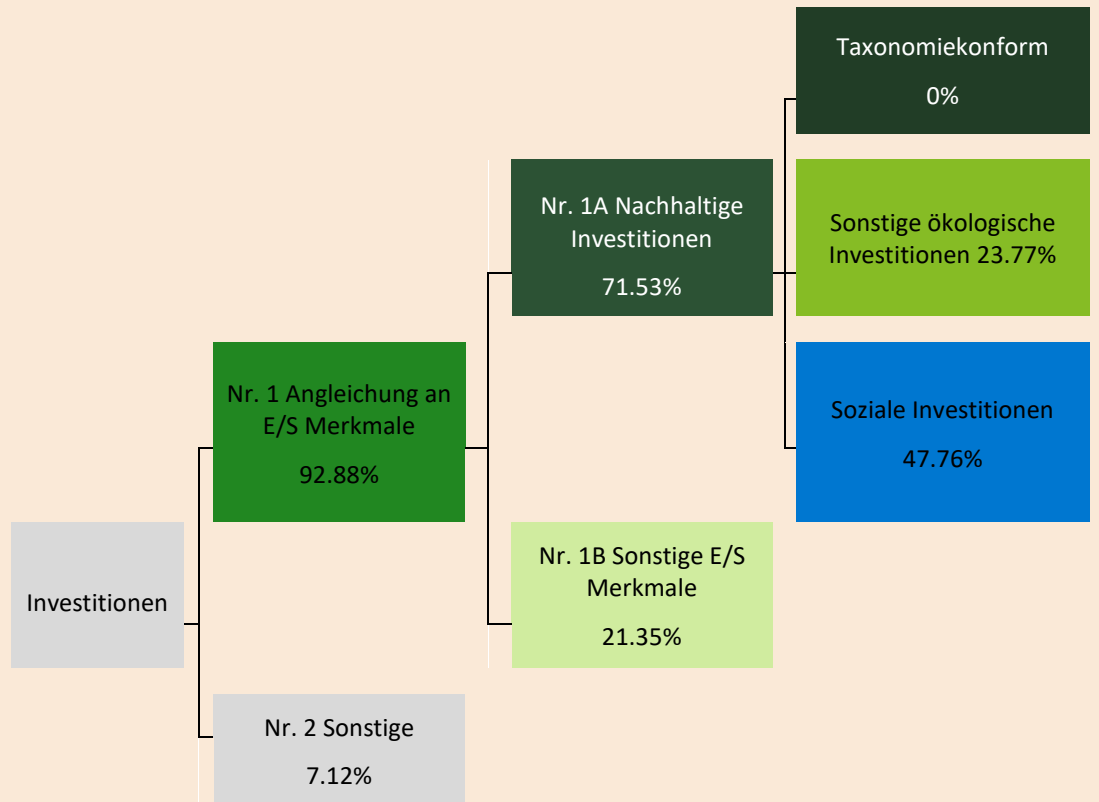 Taxonomiekonform
0%
Nr. 1A Nachhaltige
Investitionen
71.53%
Sonstige ökologische
Investitionen 23.77%
Nr. 1 Angleichung an
E/S Merkmale
92.88%
Soziale Investitionen
47.76%
Investitionen
Nr. 1B Sonstige E/S
Merkmale
21.35%
Nr. 2 Sonstige
7.12%